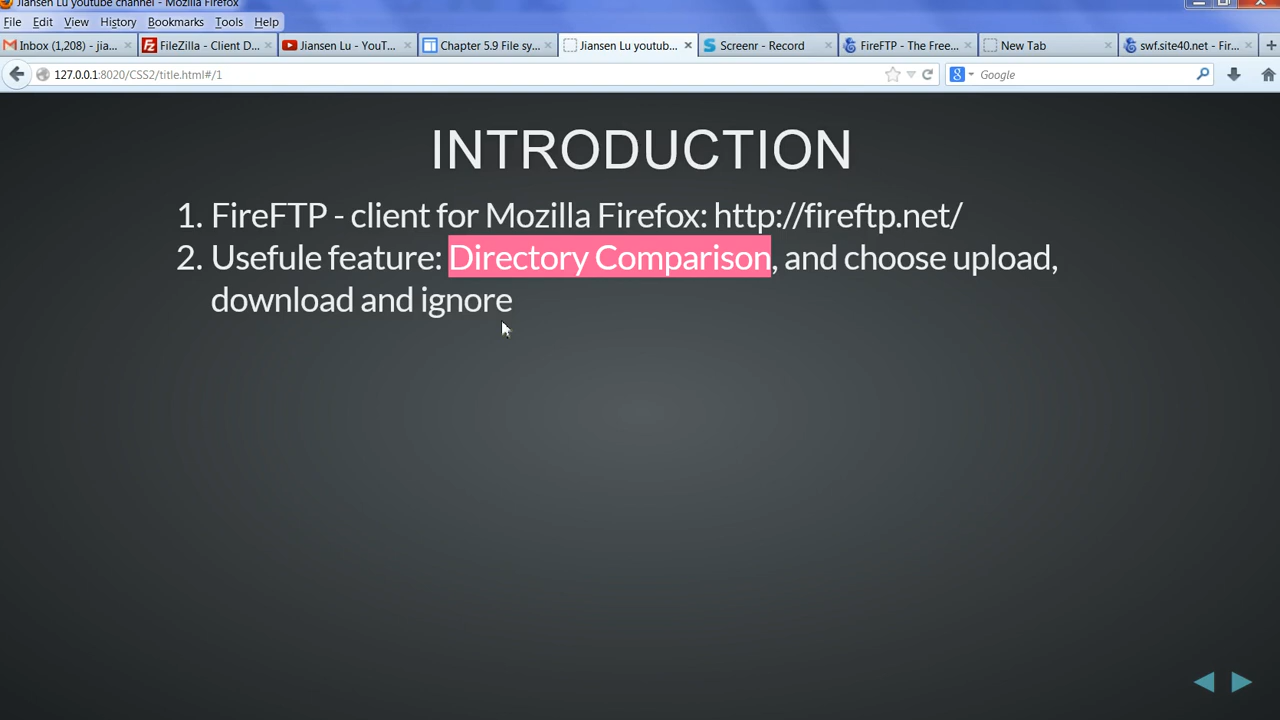 Jiansen Lu youtube channel - Mozilla Firefox
File Edit View History Bookmarks Tools Help
Inbox (1,208) - jia... FileZilla - Client D... Jiansen Lu - YouT... Chapter 5.9 File sy... Jiansen Lu youtub... Screenr - Record FireFTP - The Free... New Tab swf.site40.net - Fir...
127.0.0.1:8020/CSS2/title.html#/1 Google
INTRODUCTION
1. FireFTP - client for Mozilla Firefox: http://fireftp.net/
2. Usefule feature: Directory Comparison, and choose upload,
download and ignore